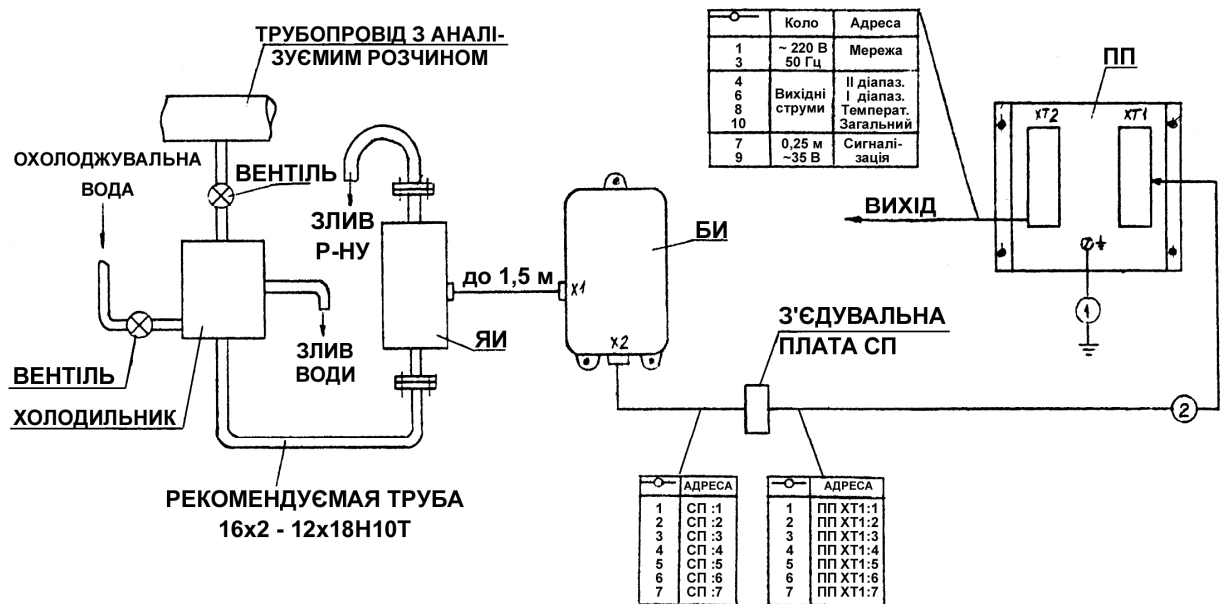 ТРУБОПРОВІД З АНАЛІ-
ЗУЄМИМ РОЗЧИНОМ
ОХОЛОДЖУВАЛЬНА
ВОДА
ВЕНТІЛЬ
ЗЛИВ
Р-НУ
ЗЛИВ
ВОДИ
ВЕНТІЛЬ
ХОЛОДИЛЬНИК
РЕКОМЕНДУЄМАЯ ТРУБА
16x2 - 12x18Н10Т
ЯИ
до 1,5 м
X1
X2
БИ
З'ЄДУВАЛЬНА
ПЛАТА СП
Коло Адреса
1 ~ 220 В Мережа
3 50 Гц
4 II діапаз.
6 Вихідні I діапаз.
8 струми Температ.
10 Загальний
7 0,25 м Сигналі-
9 ~35 В зація
ВИХІД
ПП
XT2 XT1
1
2
АДРЕСА
1 СП :1
2 СП :2
3 СП :3
4 СП :4
5 СП :5
6 СП :6
7 СП :7
АДРЕСА
1 ПП XT1:1
2 ПП XT1:2
3 ПП XT1:3
4 ПП XT1:4
5 ПП XT1:5
6 ПП XT1:6
7 ПП XT1:7